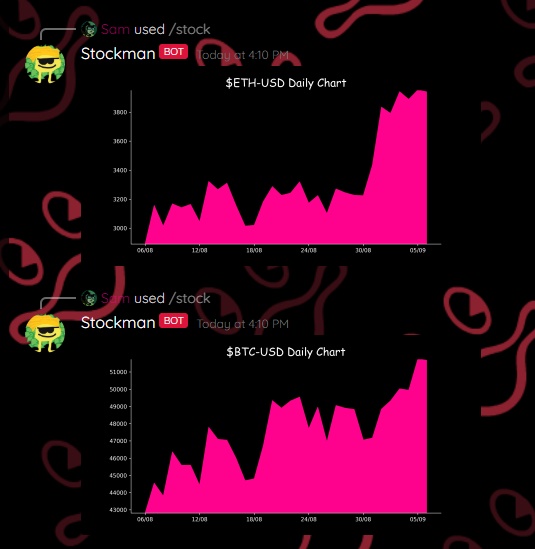 Sam used /stock
Stockman BOT Today at 4:10 PM
$ETH-USD Daily Chart
3800
3600
3400
3200
3000
06/08 12/08 18/08 24/08 30/08 05/09
Sam used /stock
Stockman BOT Today at 4:10 PM
$BTC-USD Daily Chart
51000
50000
49000
48000
47000
46000
45000
44000
43000
06/08 12/08 18/08 24/08 30/08 05/09